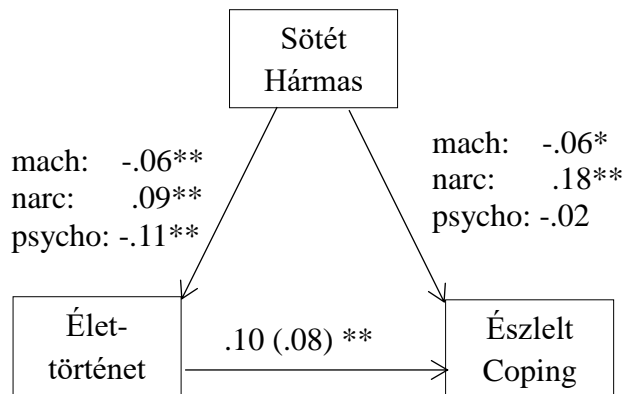 Sötét
Hármas
mach: -.06**
narc: .09**
psycho: -.11**
mach: -.06*
narc: .18**
psycho: -.02
Élet-
történet
.10 (.08) **
Észlelt
Coping